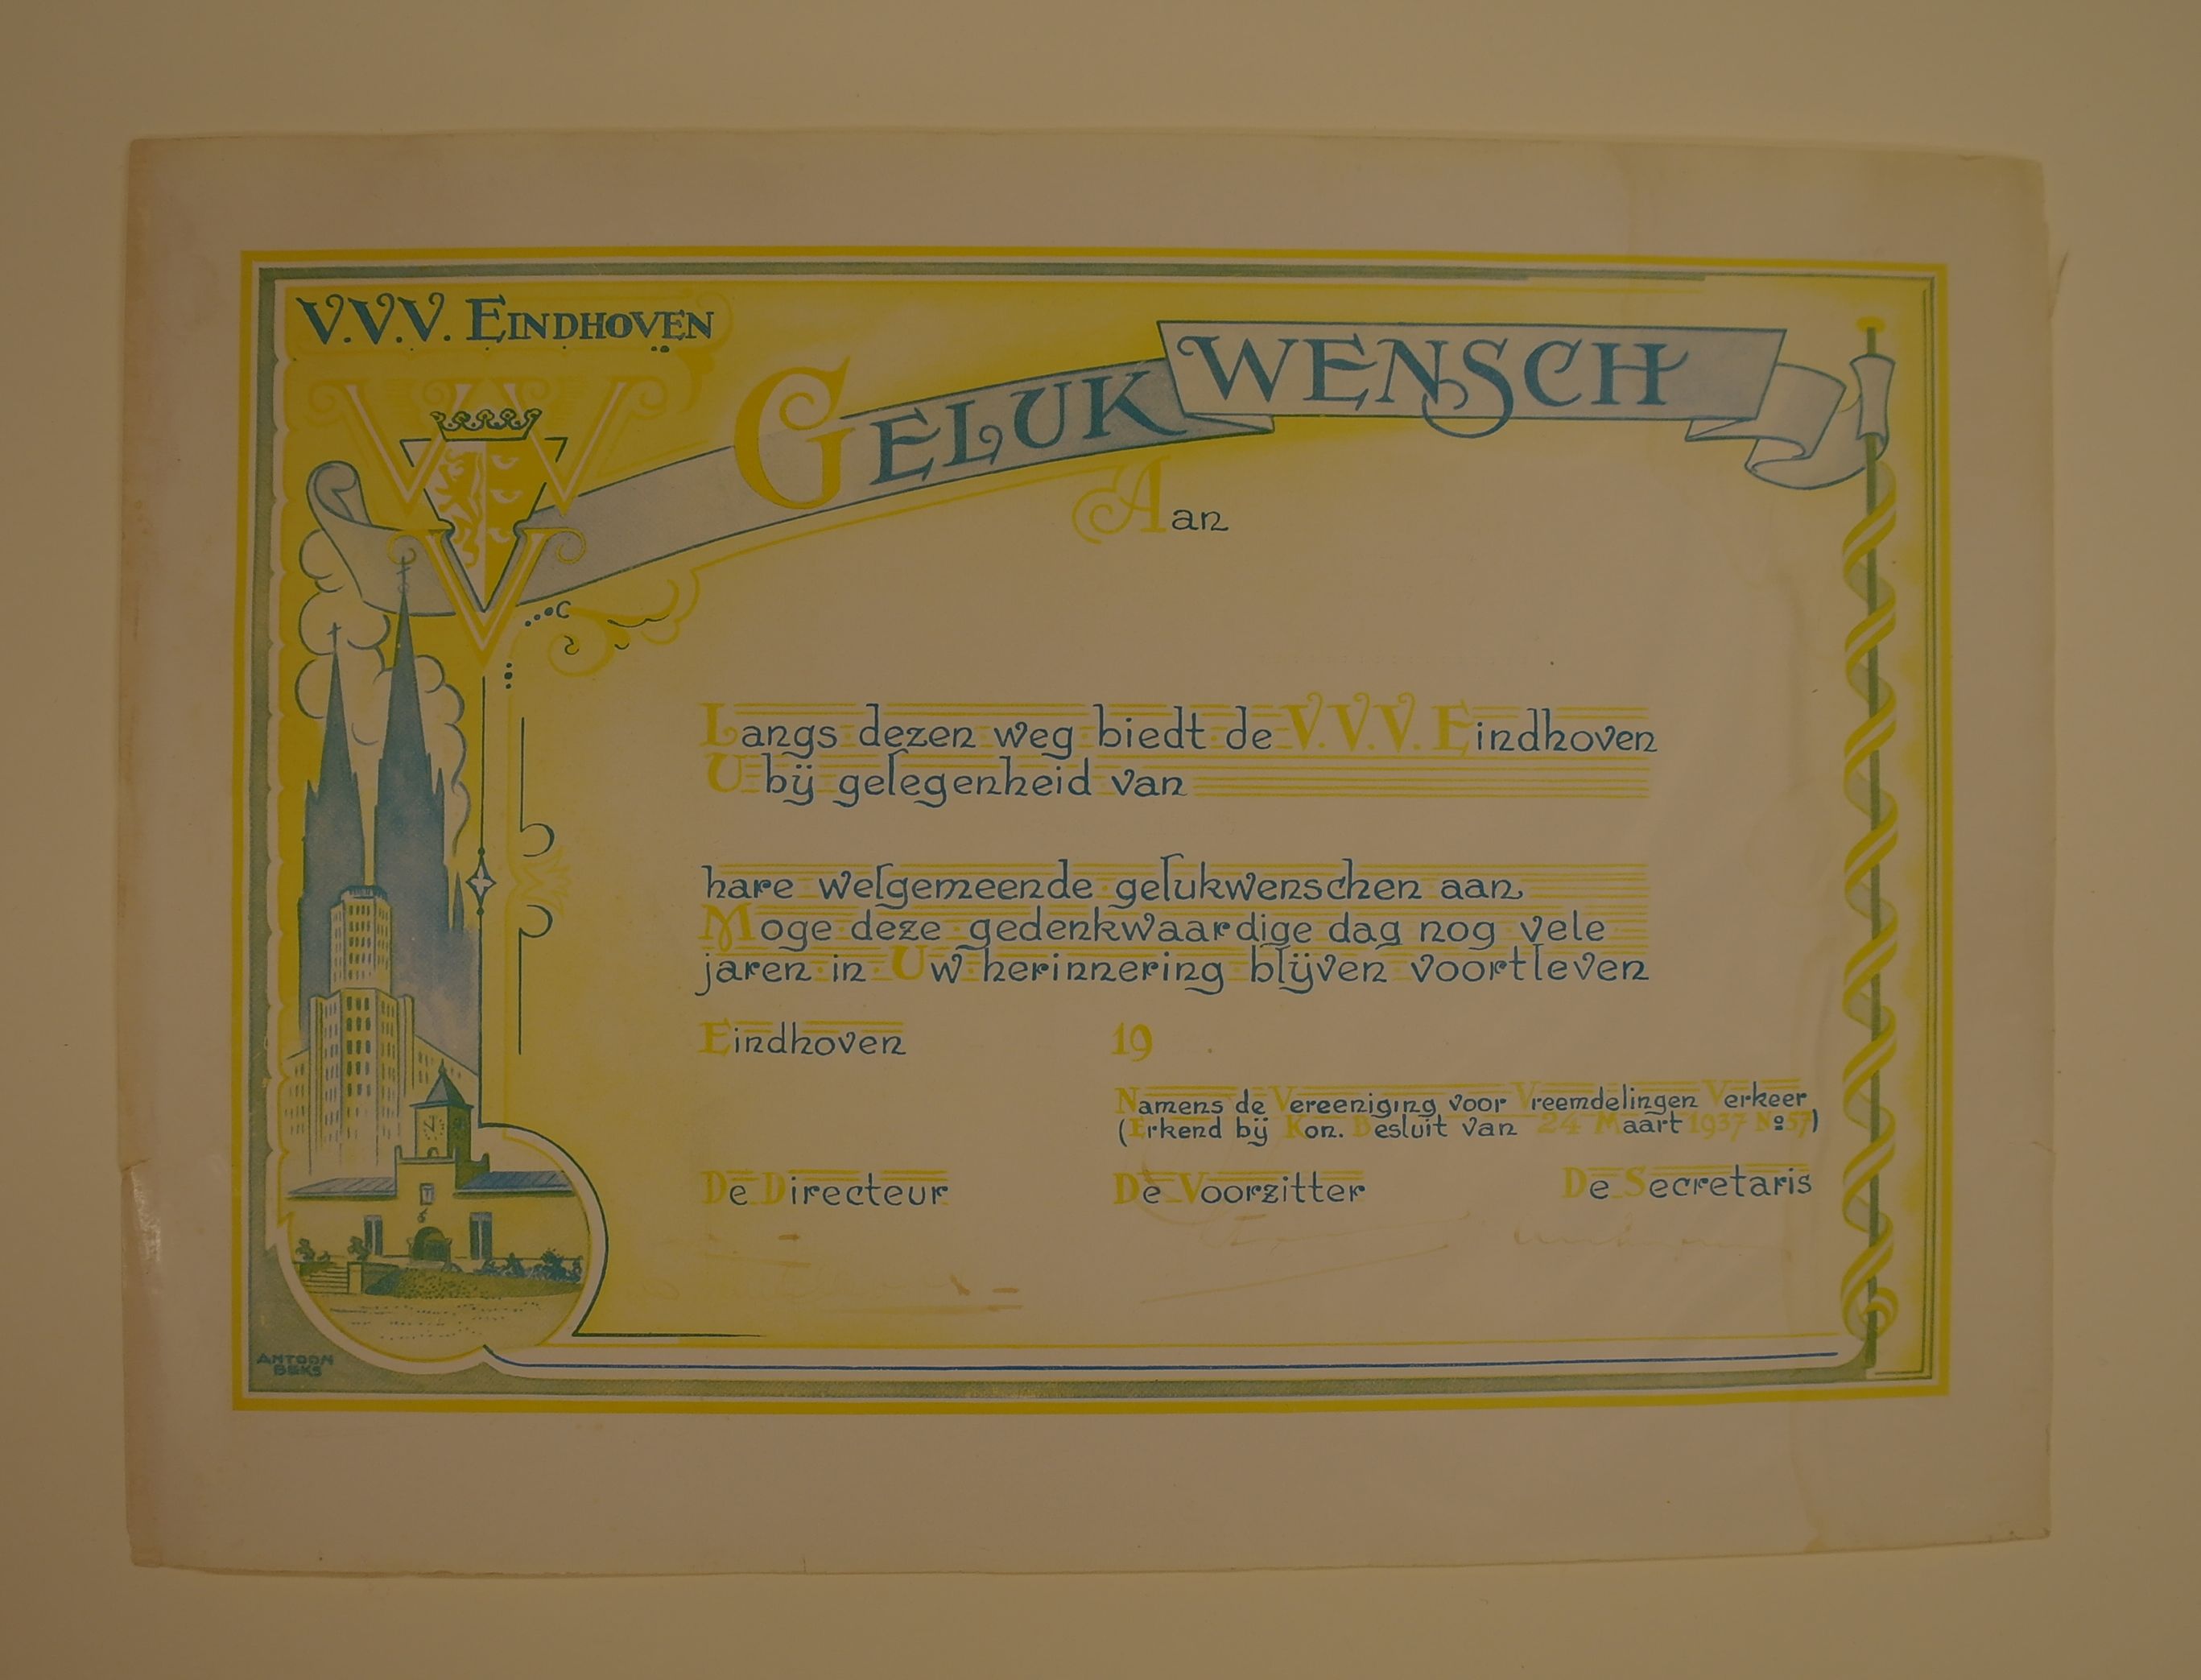 V.V.V. EINDHOVEN
GELUKWENSCH
Aan
Langs dezen weg biedt de V.V.V. Eindhoven
U bij gelegenheid van
hare welgemeende gelukwenschen aan
Moge deze gedenkwaardige dag nog vele
jaren in Uw herinnering blijven voortleven
Eindhoven 19
Namens de Vereeniging voor Vreemdelingen Verkeer
(Erkend bij Kon. Besluit van 24 Maart 1937 No 57)
De Directeur De Voorzitter De Secretaris
ANTOON
BEKS